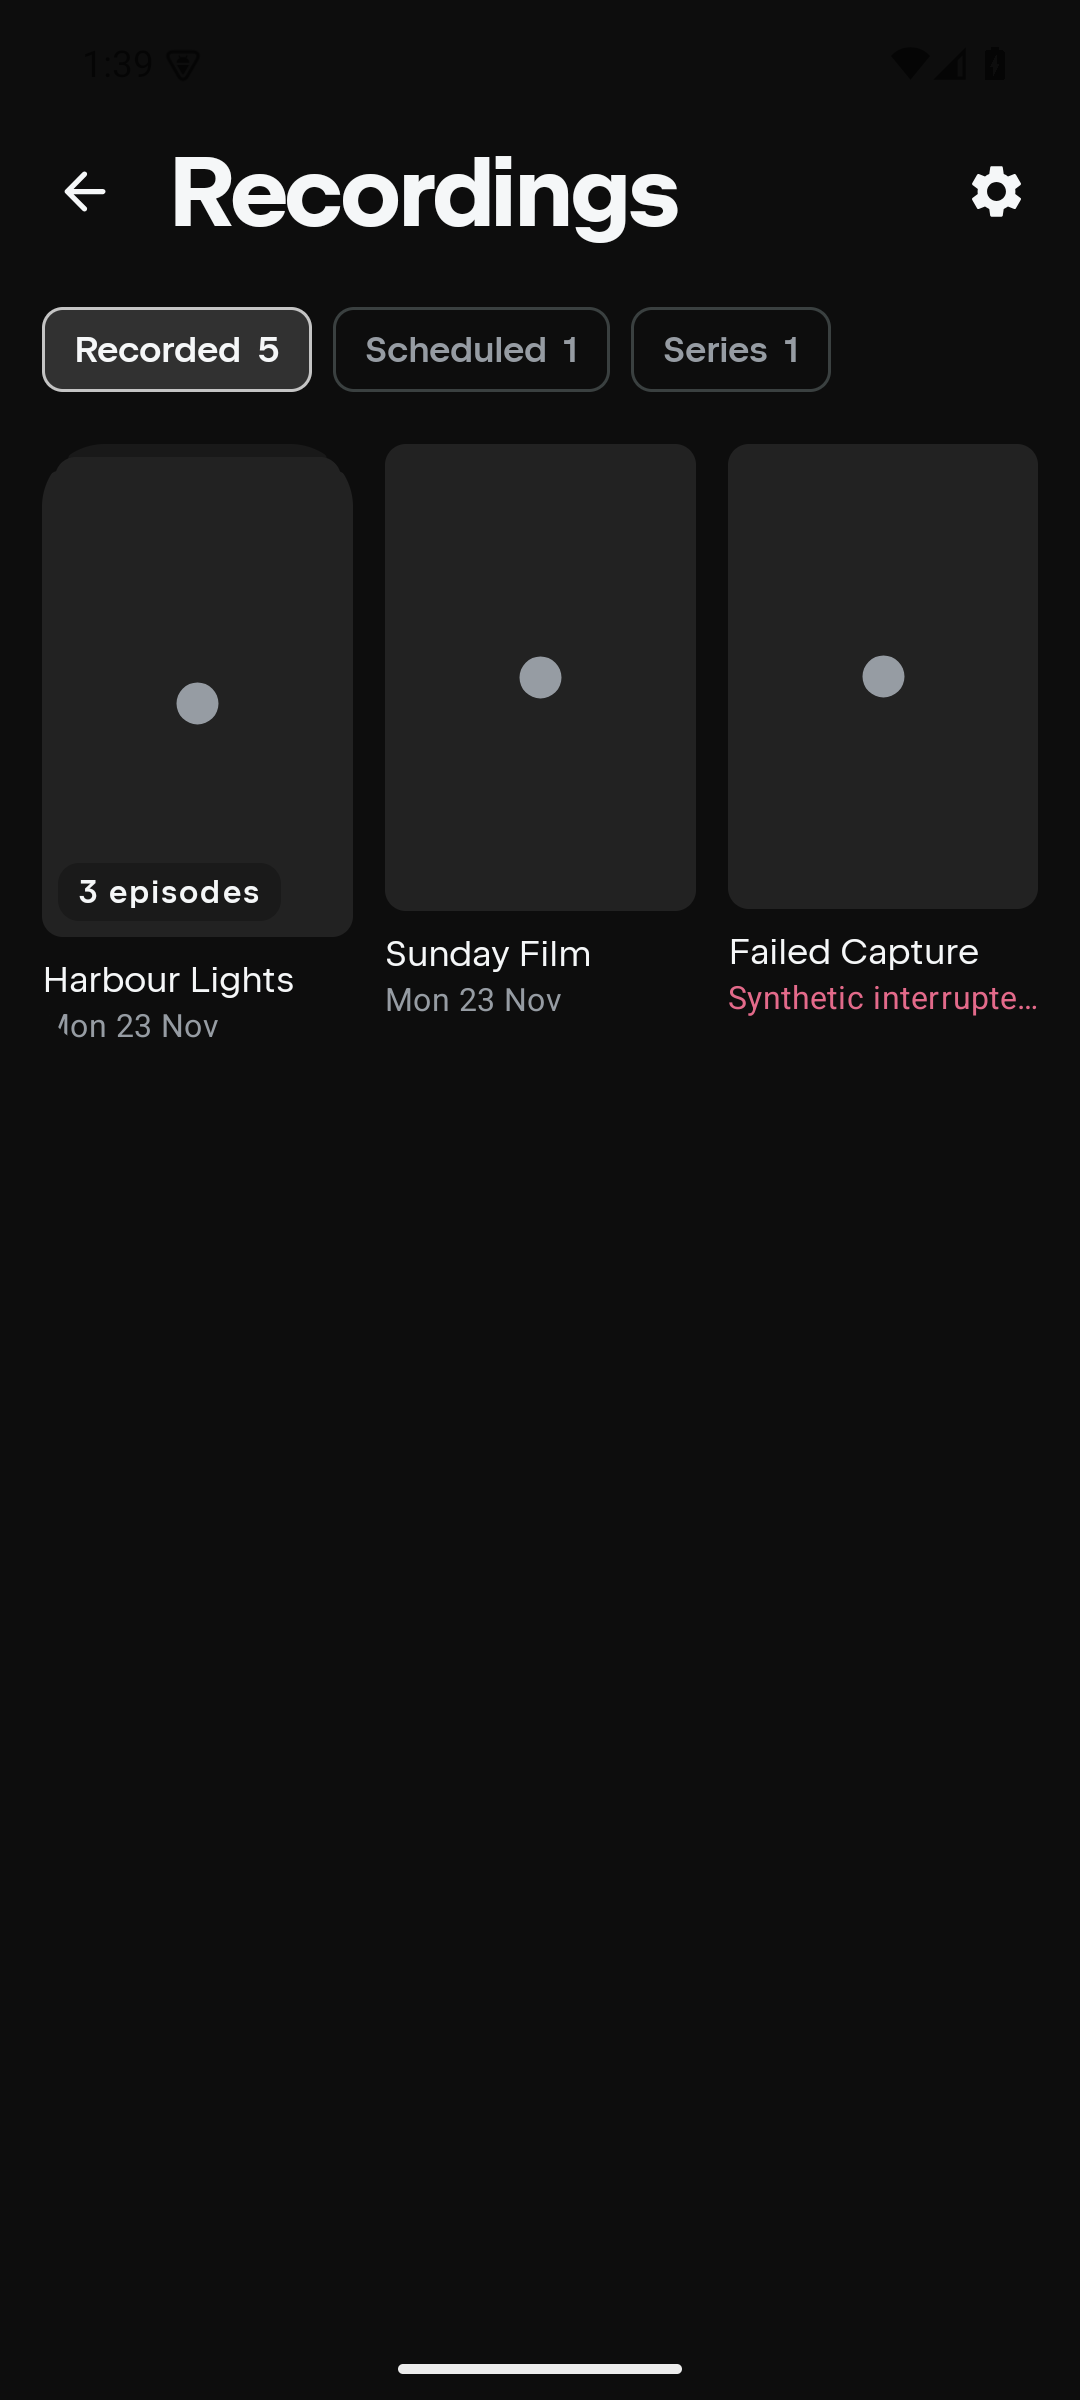 1:39
Recordings
Recorded 5
Scheduled 1
Series 1
3 episodes
Harbour Lights
Mon 23 Nov
Sunday Film
Mon 23 Nov
Failed Capture
Synthetic interrupte...